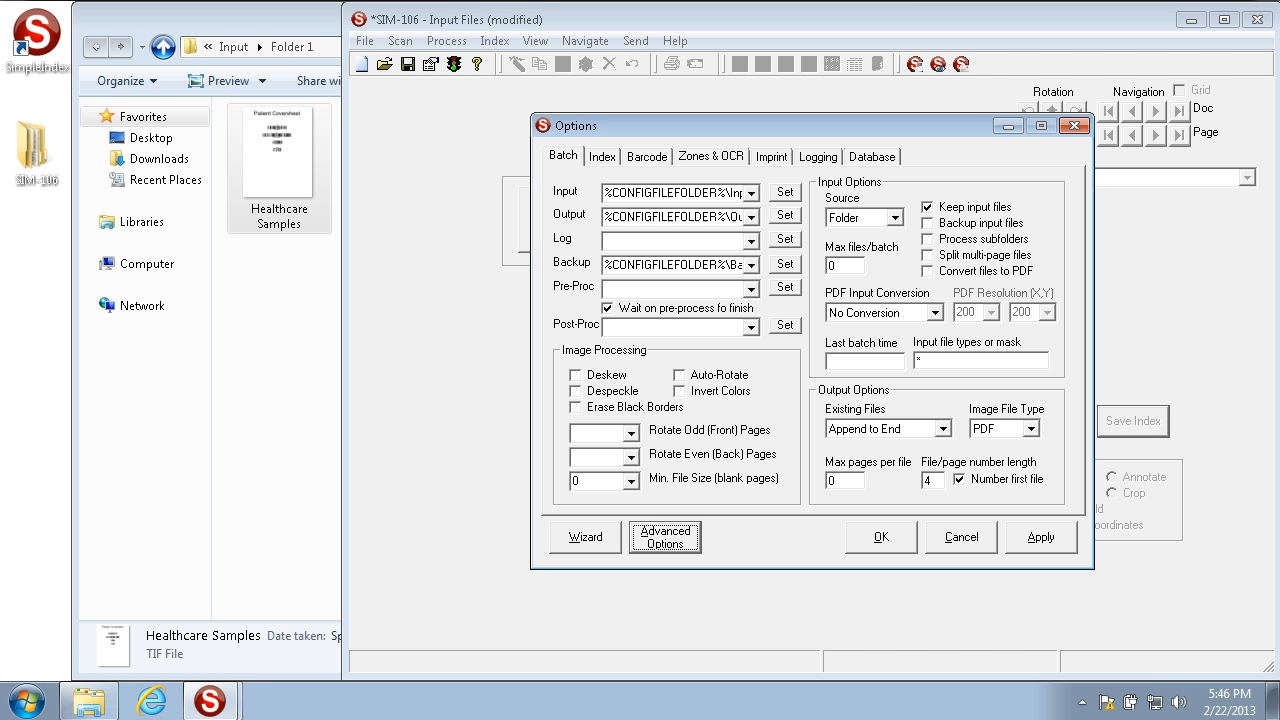 SimpleIndex
SIM-106
« Input ▸ Folder 1
Organize Preview Share wi
Favorites
Desktop
Downloads
Recent Places
Libraries
Computer
Network
Patient Coversheet
Healthcare
Samples
Healthcare Samples Date taken: Sp
TIF File
*SIM-106 - Input Files (modified)
File Scan Process Index View Navigate Send Help
Rotation Navigation Grid
Doc
Page
Options
Batch Index Barcode Zones & OCR Imprint Logging Database
Input %CONFIGFILEFOLDER%\Inp Set
Output %CONFIGFILEFOLDER%\Ou Set
Log Set
Backup %CONFIGFILEFOLDER%\Ba Set
Pre-Proc Set
Wait on pre-process fo finish
Post-Proc Set
Image Processing
Deskew Auto-Rotate
Despeckle Invert Colors
Erase Black Borders
Rotate Odd (Front) Pages
Rotate Even (Back) Pages
0 Min. File Size (blank pages)
Input Options
Source
Folder
Max files/batch
0
Keep input files
Backup input files
Process subfolders
Split multi-page files
Convert files to PDF
PDF Input Conversion PDF Resolution (X,Y)
No Conversion 200 200
Last batch time Input file types or mask
*
Output Options
Existing Files Image File Type
Append to End PDF
Max pages per file File/page number length
0 4 Number first file
Wizard Advanced Options OK Cancel Apply
Save Index
Annotate
Crop
ld
oordinates
5:46 PM
2/22/2013